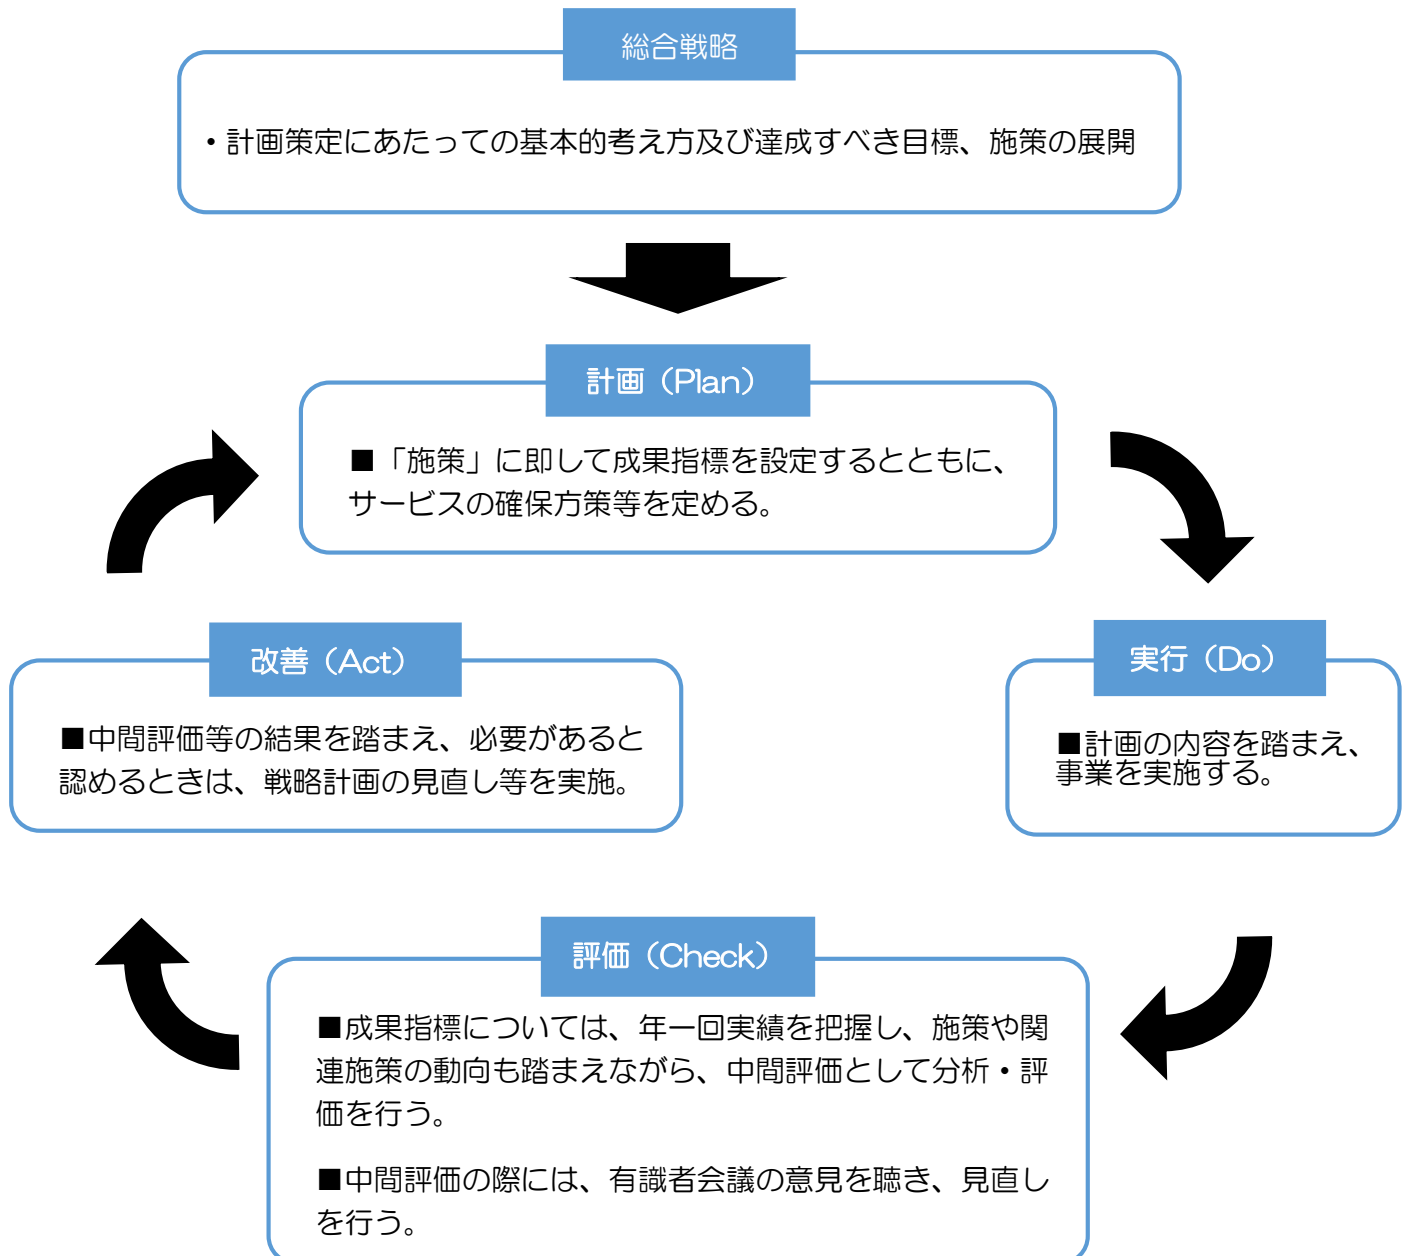 総合戦略
・計画策定にあたっての基本的考え方及び達成すべき目標、施策の展開
計画（Plan）
■「施策」に即して成果指標を設定するとともに、
サービスの確保方策等を定める。
改善（Act）
■中間評価等の結果を踏まえ、必要があると
認めるときは、戦略計画の見直し等を実施。
実行（Do）
■計画の内容を踏まえ、
事業を実施する。
評価（Check）
■成果指標については、年一回実績を把握し、施策や関
連施策の動向も踏まえながら、中間評価として分析・評
価を行う。
■中間評価の際には、有識者会議の意見を聴き、見直し
を行う。